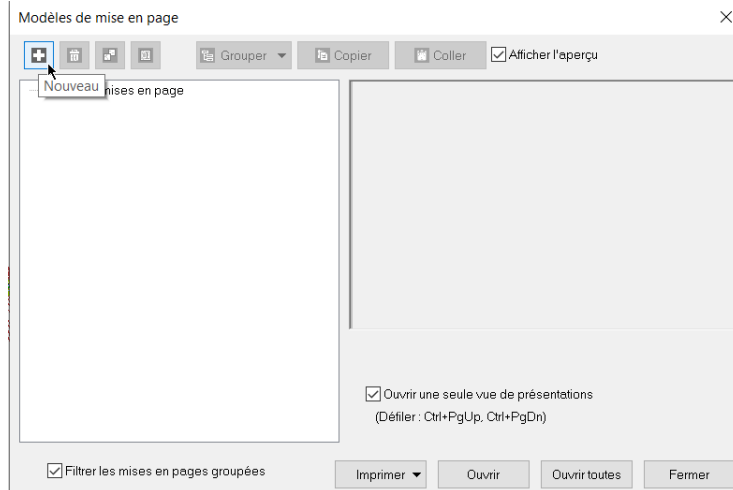 Modèles de mise en page
Grouper Copier Coller Afficher l'aperçu
Nouveau
mises en page
Ouvrir une seule vue de présentations
(Défiler : Ctrl+PgUp, Ctrl+PgDn)
Filtrer les mises en pages groupées
Imprimer Ouvrir Ouvrir toutes Fermer